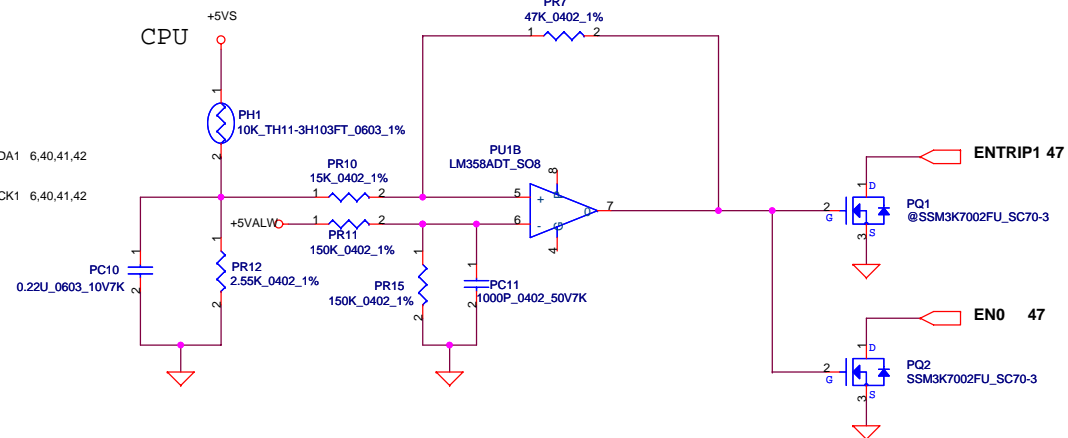 PR7
47K_0402_1%
1 2
+5VS
CPU
1
PH1
10K_TH11-3H103FT_0603_1%
2
DA1 6,40,41,42
CK1 6,40,41,42
PR10
15K_0402_1%
1 2
PU1B
LM358ADT_SO8
8
5
+
P
6
-
G
0
7
4
+5VALW
1 2
PR11
150K_0402_1%
1
PC10
0.22U_0603_10V7K
2
1
PR12
2.55K_0402_1%
2
1
PR15
150K_0402_1%
2
1
PC11
1000P_0402_50V7K
2
ENTRIP1 47
1
D
2
G
PQ1
@SSM3K7002FU_SC70-3
3
S
EN0 47
1
D
2
G
PQ2
SSM3K7002FU_SC70-3
3
S